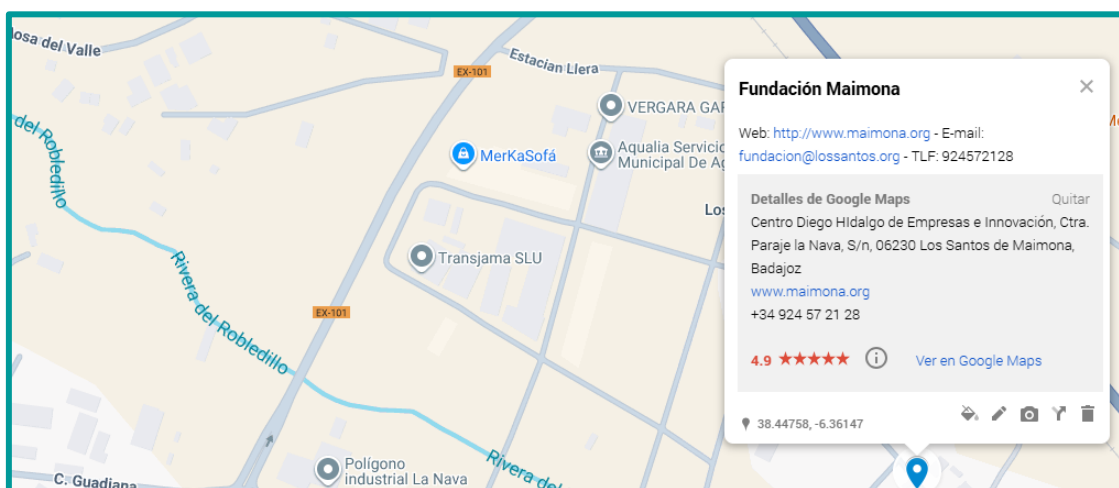 losa del Valle
EX-101
Estacian Llera
VERGARA GAR
del Robledillo
MerKaSofá
Aqualia Servicio
Municipal De Ag
Los
Transjama SLU
Rivera del Robledillo
EX-101
Polígono
industrial La Nava
Rivera del Ro
C. Guadiana
Fundación Maimona
Web: http://www.maimona.org - E-mail:
fundacion@lossantos.org - TLF: 924572128
Detalles de Google Maps Quitar
Centro Diego HIdalgo de Empresas e Innovación, Ctra.
Paraje la Nava, S/n, 06230 Los Santos de Maimona,
Badajoz
www.maimona.org
+34 924 57 21 28
4.9 Ver en Google Maps
38.44758, -6.36147